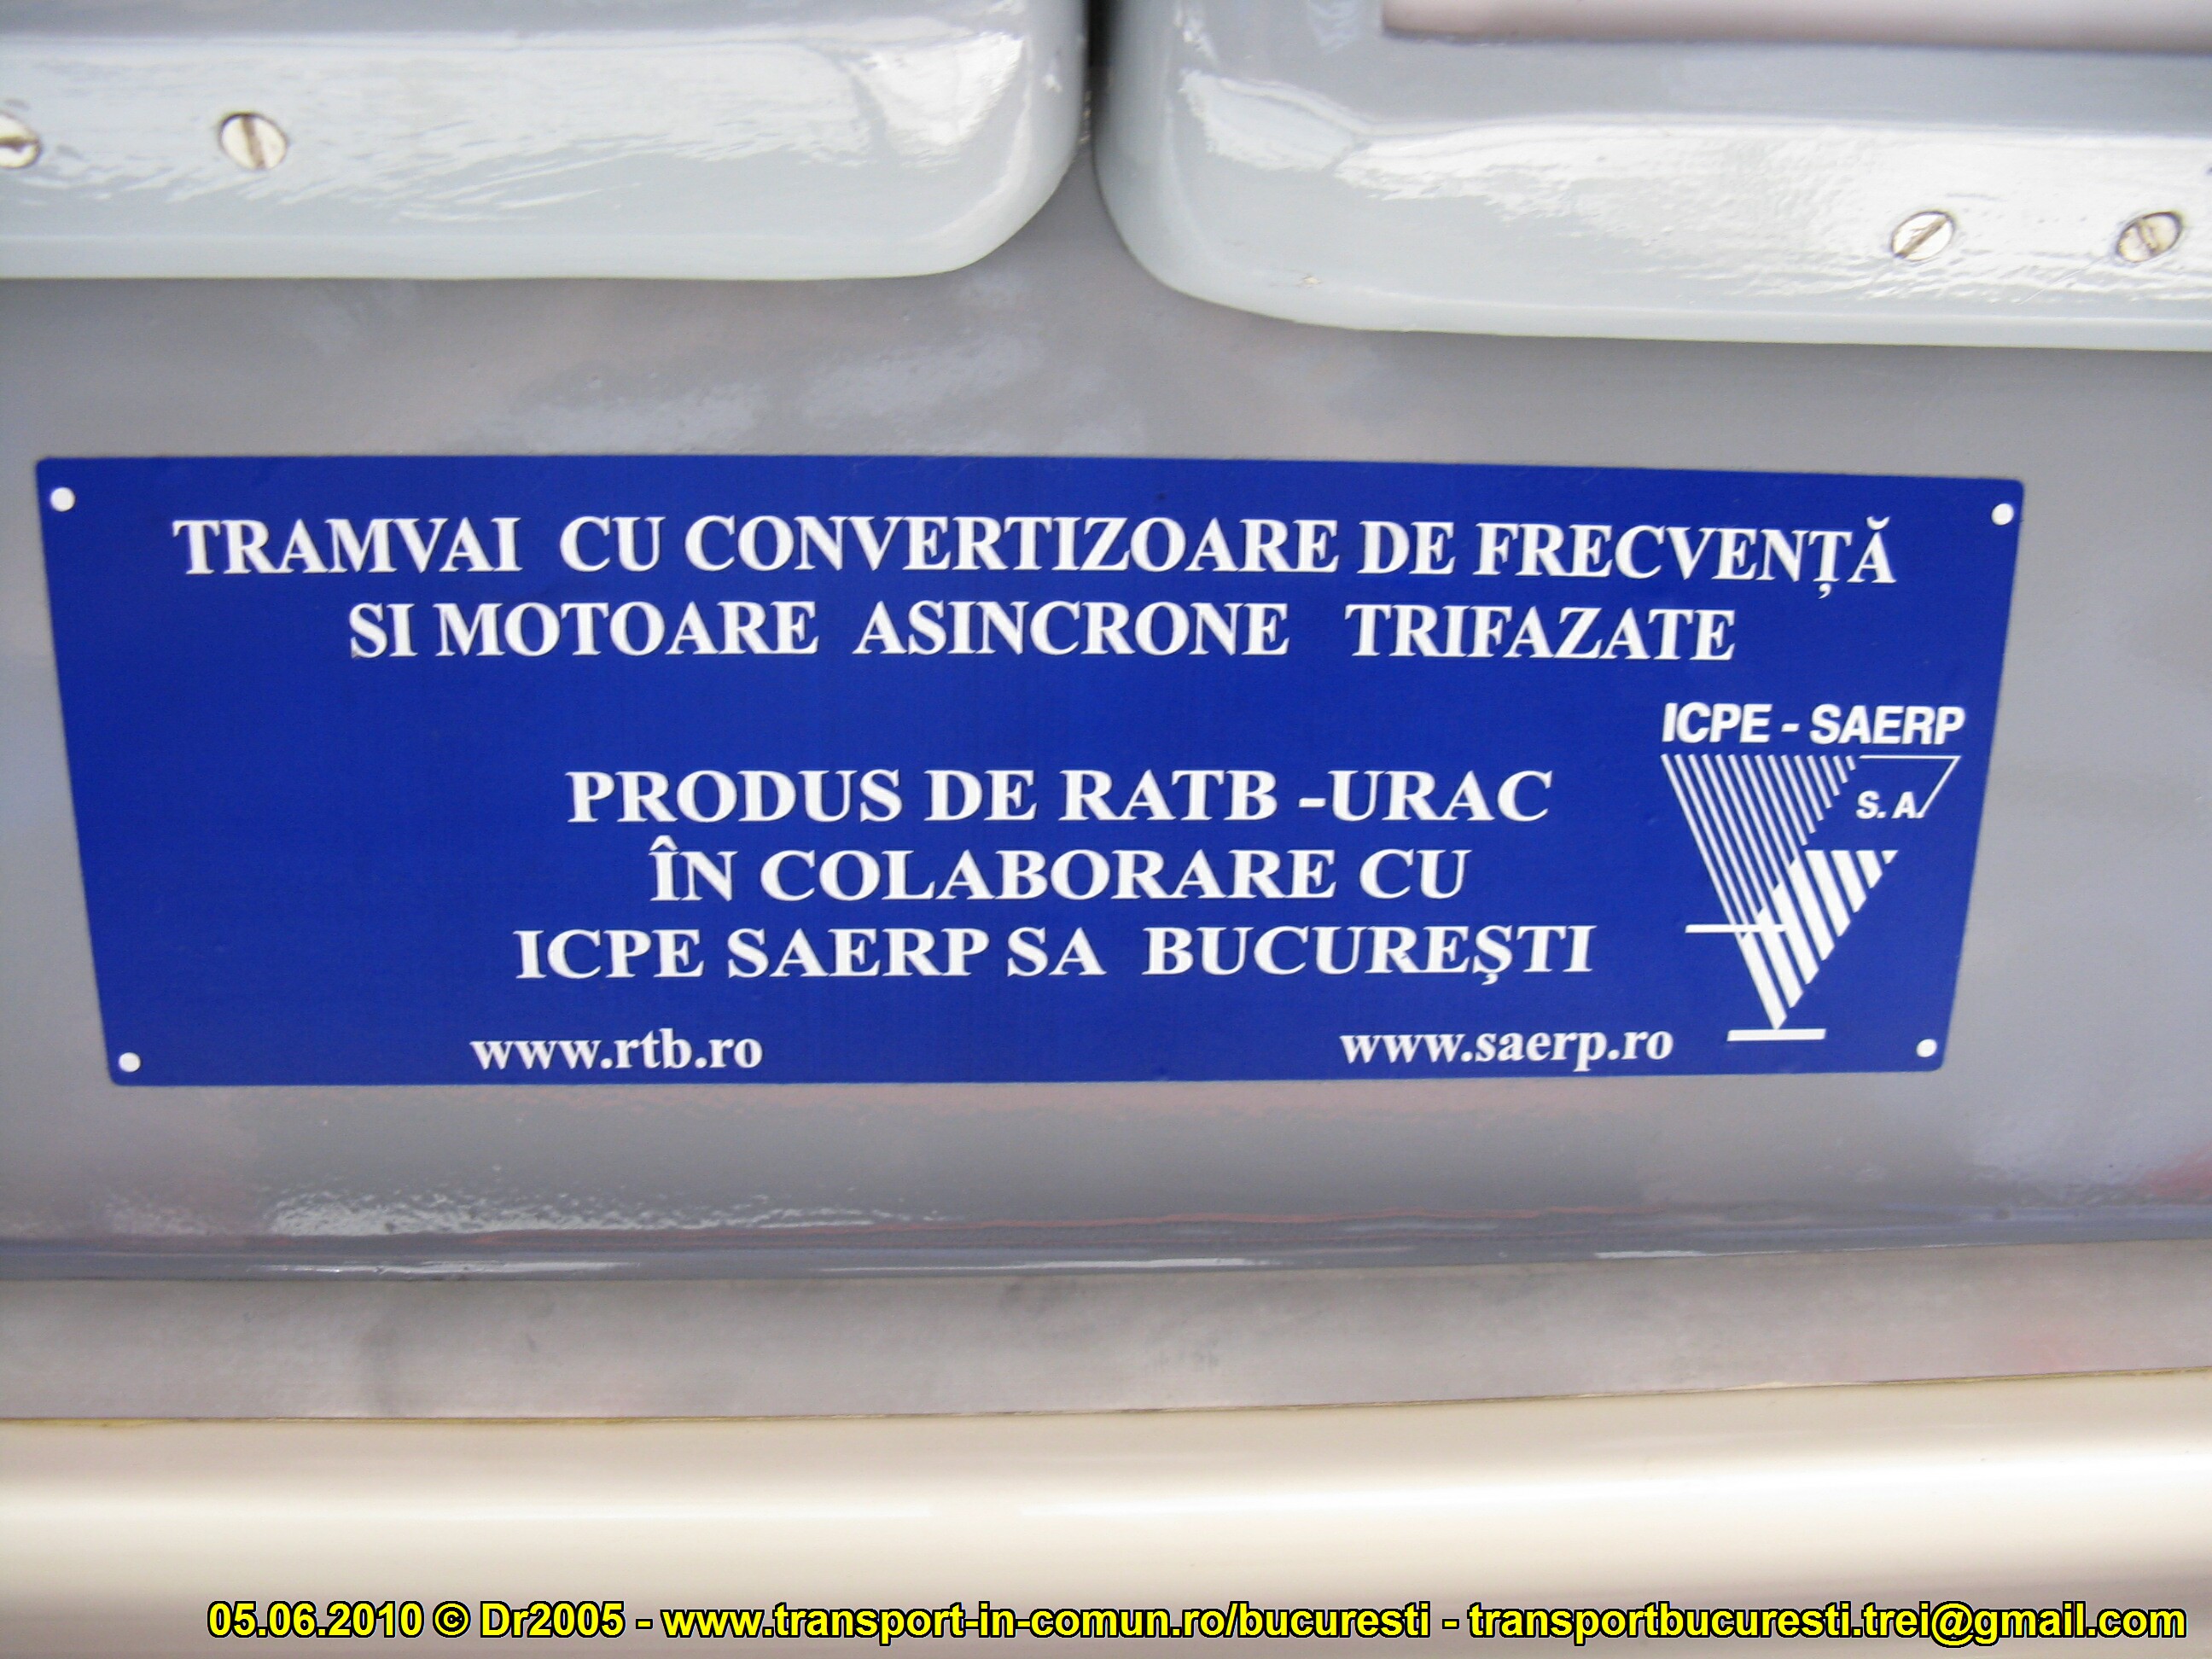 TRAMVAI CU CONVERTIZOARE DE FRECVENȚĂ
SI MOTOARE ASINCRONE TRIFAZATE
ICPE - SAERP
S. A.
PRODUS DE RATB -URAC
ÎN COLABORARE CU
ICPE SAERP SA BUCUREȘTI
www.rtb.ro
www.saerp.ro
05.06.2010 © Dr2005 - www.transport-in-comun.ro/bucuresti - transportbucuresti.trei@gmail.com